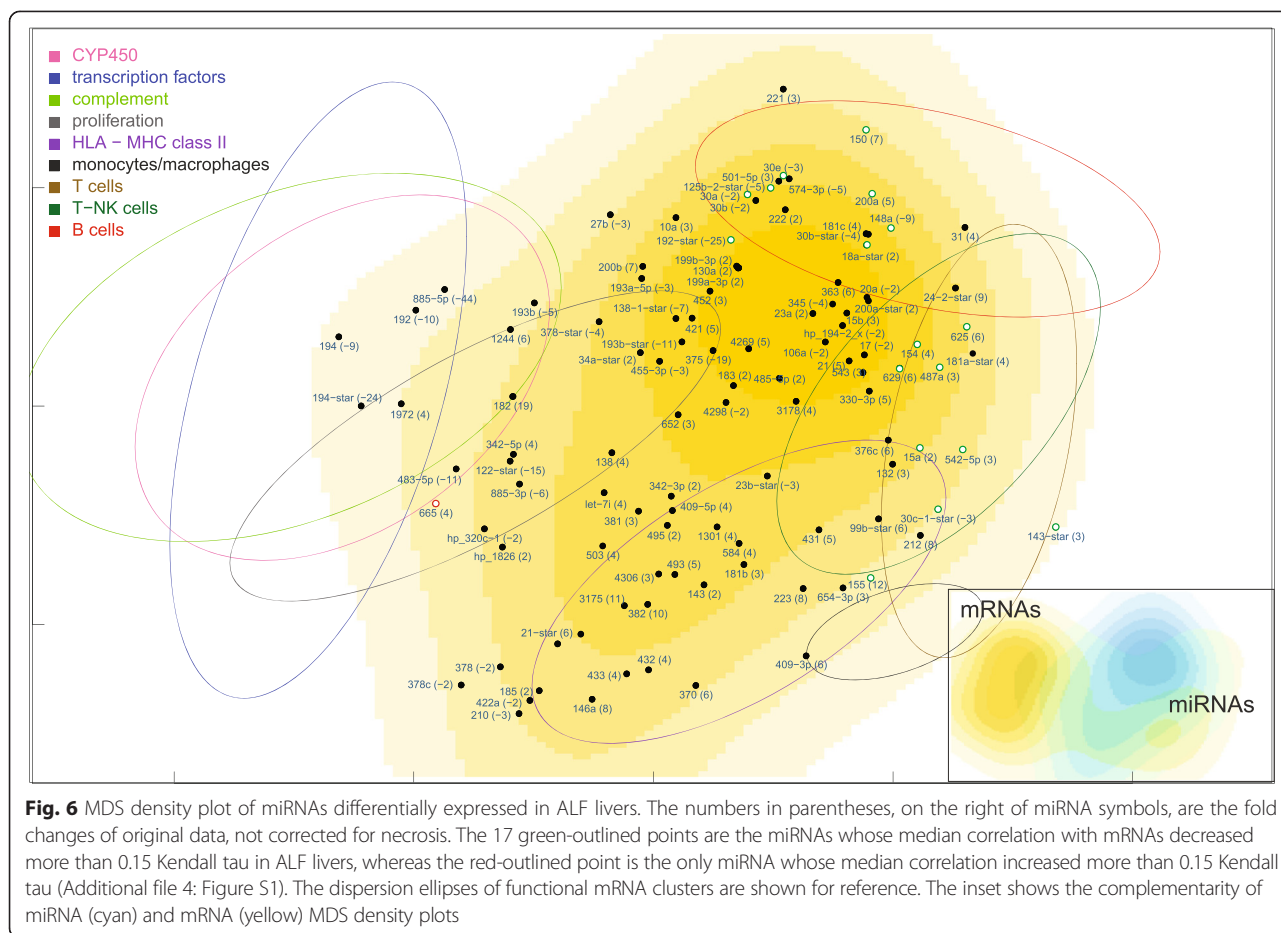 CYP450
transcription factors
complement
proliferation
HLA − MHC class II
monocytes/macrophages
T cells
T−NK cells
B cells
221 (3)
150 (7)
30e (−3)
501−5p (3)
125b−2−star (−5)
574−3p (−5)
30a (−2)
30b (−2)
200a (5)
222 (2)
148a (−9)
27b (−3)
10a (3)
181c (4)
31 (4)
30b−star (−4)
192−star (−25)
18a−star (2)
199b−3p (2)
200b (7)
130a (2)
199a−3p (2)
193a−5p (−3)
363 (6)
20a (−2)
24−2−star (9)
885−5p (−44)
452 (3)
345 (−4)
200a−star (2)
192 (−10)
193b (−5)
138−1−star (−7)
23a (2)
15b (3)
378−star (−4)
421 (5)
hp_194−2_x (−2)
625 (6)
194 (−9)
1244 (6)
193b−star (−11)
4269 (5)
106a (−2)
17 (−2)
154 (4)
34a−star (2)
375 (−19)
181a−star (4)
455−3p (−3)
21 (5)
543 (3)
629 (6)
487a (3)
183 (2)
485−3p (2)
194−star (−24)
1972 (4)
182 (19)
4298 (−2)
3178 (4)
330−3p (5)
652 (3)
342−5p (4)
138 (4)
376c (6)
15a (2)
542−5p (3)
122−star (−15)
132 (3)
483−5p (−11)
885−3p (−6)
23b−star (−3)
342−3p (2)
let−7i (4)
409−5p (4)
665 (4)
381 (3)
30c−1−star (−3)
495 (2)
1301 (4)
431 (5)
99b−star (6)
143−star (3)
hp_320c−1 (−2)
212 (8)
hp_1826 (2)
503 (4)
584 (4)
493 (5)
181b (3)
4306 (3)
155 (12)
143 (2)
223 (8)
654−3p (3)
3175 (11)
382 (10)
21−star (6)
432 (4)
409−3p (6)
378 (−2)
433 (4)
378c (−2)
185 (2)
370 (6)
422a (−2)
146a (8)
210 (−3)
mRNAs
miRNAs
Fig. 6 MDS density plot of miRNAs differentially expressed in ALF livers. The numbers in parentheses, on the right of miRNA symbols, are the fold
changes of original data, not corrected for necrosis. The 17 green-outlined points are the miRNAs whose median correlation with mRNAs decreased
more than 0.15 Kendall tau in ALF livers, whereas the red-outlined point is the only miRNA whose median correlation increased more than 0.15 Kendall
tau (Additional file 4: Figure S1). The dispersion ellipses of functional mRNA clusters are shown for reference. The inset shows the complementarity of
miRNA (cyan) and mRNA (yellow) MDS density plots